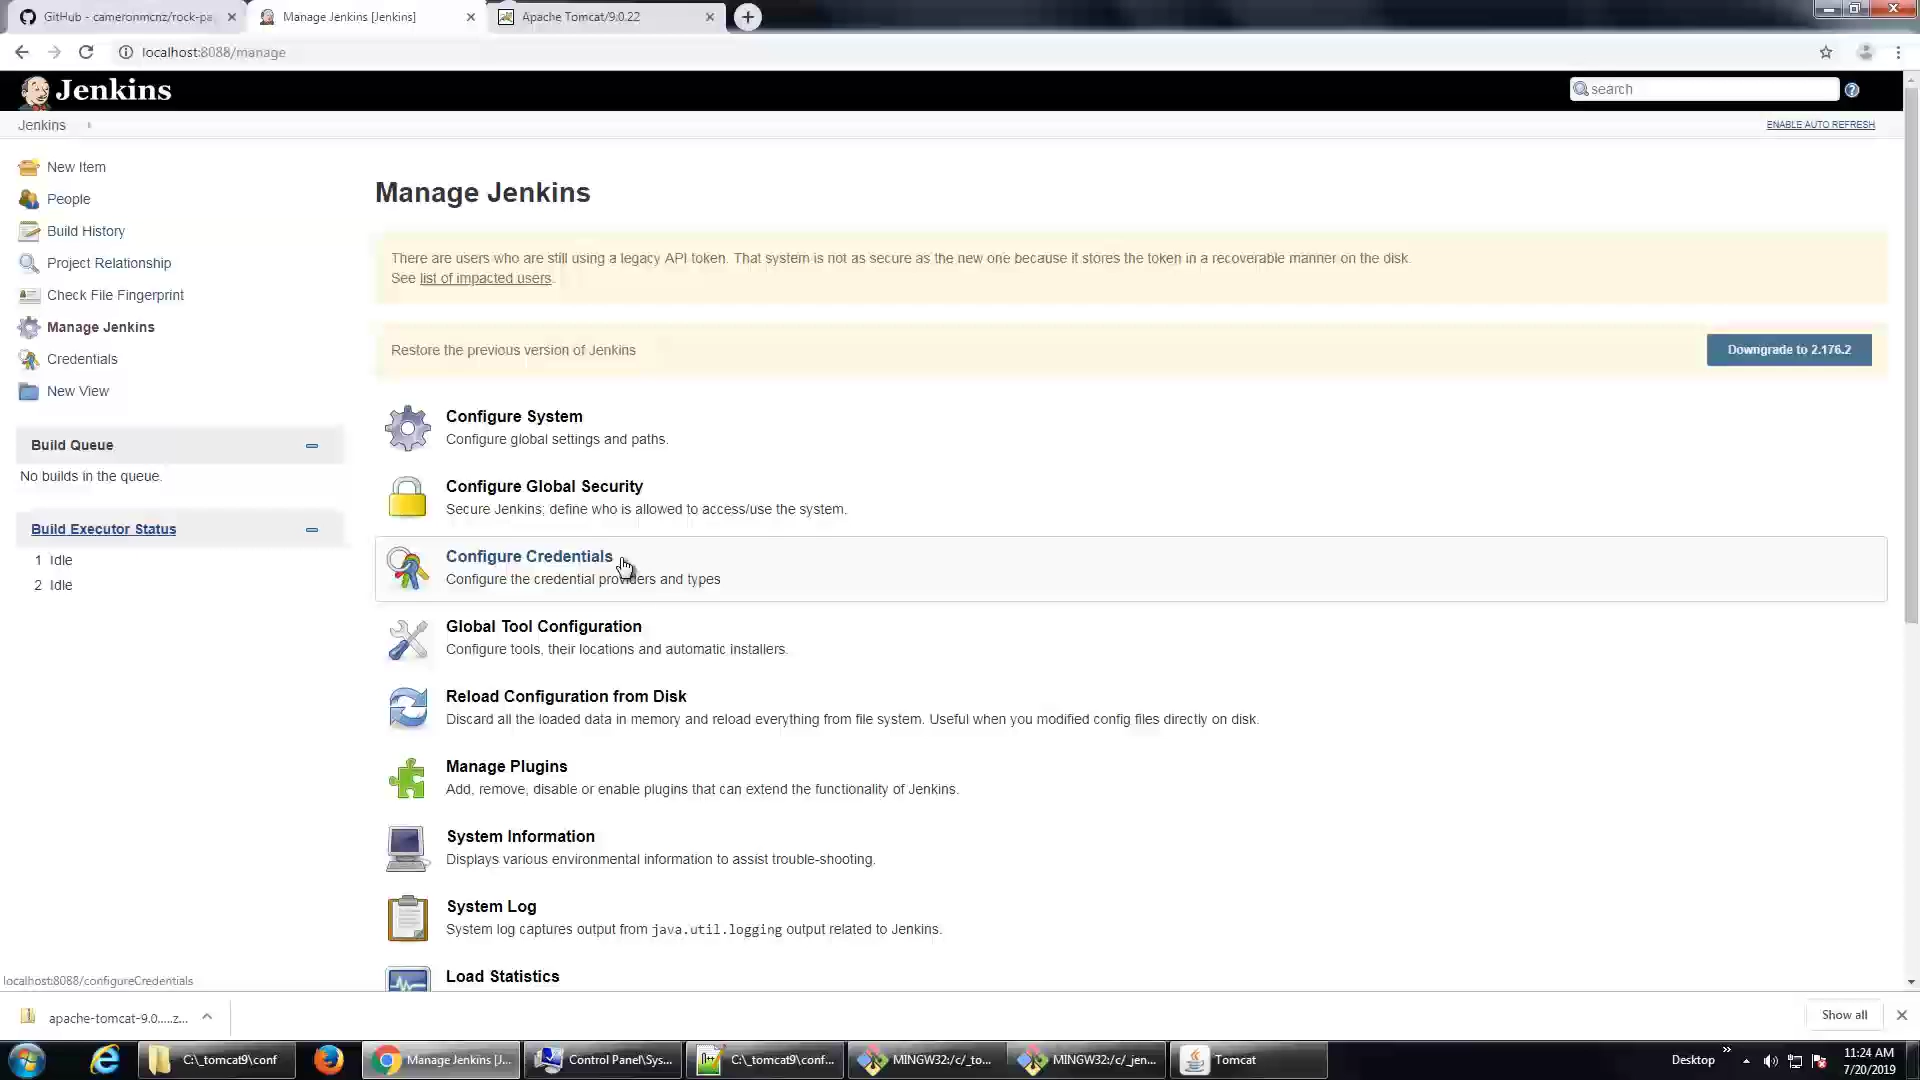 GitHub - cameronmcnz/rock-pa
Manage Jenkins [Jenkins]
Apache Tomcat/9.0.22
localhost:8088/manage
Jenkins
search
Jenkins
ENABLE AUTO REFRESH
New Item
People
Build History
Project Relationship
Check File Fingerprint
Manage Jenkins
Credentials
New View
Build Queue
No builds in the queue.
Build Executor Status
1 Idle
2 Idle
Manage Jenkins
There are users who are still using a legacy API token. That system is not as secure as the new one because it stores the token in a recoverable manner on the disk.
See list of impacted users.
Restore the previous version of Jenkins
Downgrade to 2.176.2
Configure System
Configure global settings and paths.
Configure Global Security
Secure Jenkins; define who is allowed to access/use the system.
Configure Credentials
Configure the credential providers and types
Global Tool Configuration
Configure tools, their locations and automatic installers.
Reload Configuration from Disk
Discard all the loaded data in memory and reload everything from file system. Useful when you modified config files directly on disk.
Manage Plugins
Add, remove, disable or enable plugins that can extend the functionality of Jenkins.
System Information
Displays various environmental information to assist trouble-shooting.
System Log
System log captures output from java.util.logging output related to Jenkins.
Load Statistics
localhost:8088/configureCredentials
apache-tomcat-9.0.....z...
Show all
C:\_tomcat9\conf
Manage Jenkins [J...
Control Panel\Sys...
C:\_tomcat9\conf...
MINGW32:/c/_to...
MINGW32:/c/_jen...
Tomcat
Desktop
11:24 AM
7/20/2019